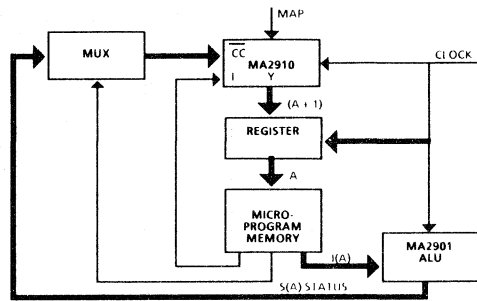 MAP
MUX
CC
I
MA2910
Y
CLOCK
(A + 1)
REGISTER
A
MICRO-
PROGRAM
MEMORY
I(A)
MA2901
ALU
S(A) STATUS